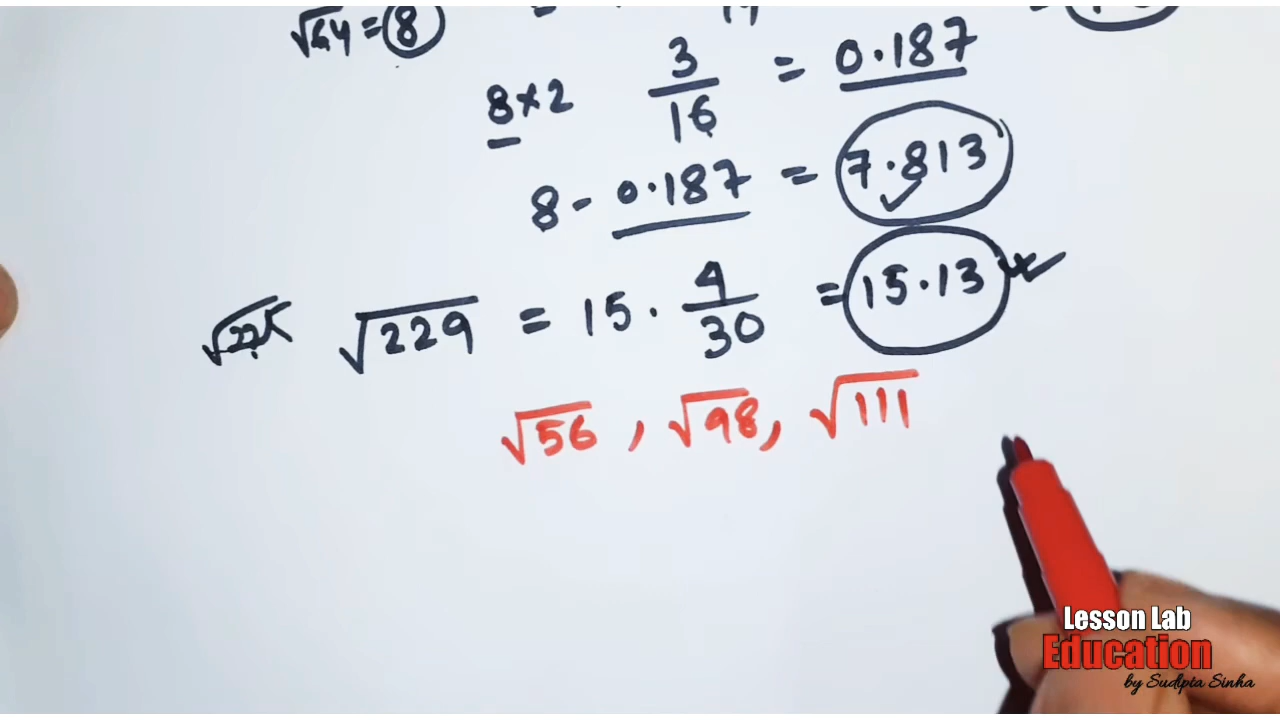 √64 = 8
8 × 2 3/16 = 0.187
8 - 0.187 = 7.813
√225 √229 = 15. 4/30 = 15.13
√56, √98, √111
Lesson Lab
Education
by Sudipta Sinha